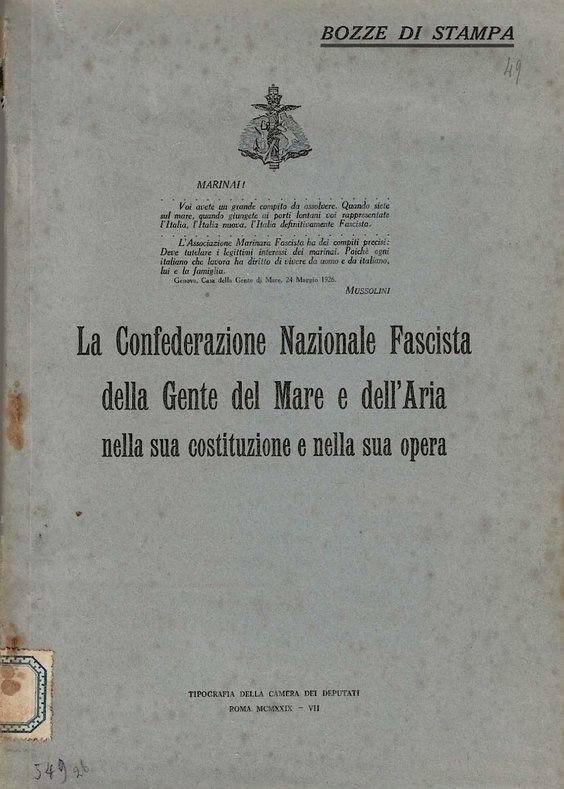 BOZZE DI STAMPA
49
MARINAI!
Voi avete un grande compito da assolvere. Quando siete
sul mare, quando giungete ai porti lontani voi rappresentate
l'Italia, l'Italia nuova, l'Italia definitivamente Fascista.
L'Associazione Marinara Fascista ha dei compiti precisi:
Deve tutelare i legittimi interessi dei marinai. Poichè ogni
italiano che lavora ha diritto di vivere da uomo e da italiano,
lui e la famiglia.
Genova, Casa della Gente di Mare, 24 Maggio 1926.
MUSSOLINI
La Confederazione Nazionale Fascista
della Gente del Mare e dell'Aria
nella sua costituzione e nella sua opera
TIPOGRAFIA DELLA CAMERA DEI DEPUTATI
ROMA MCMXXIX - VII
549 26